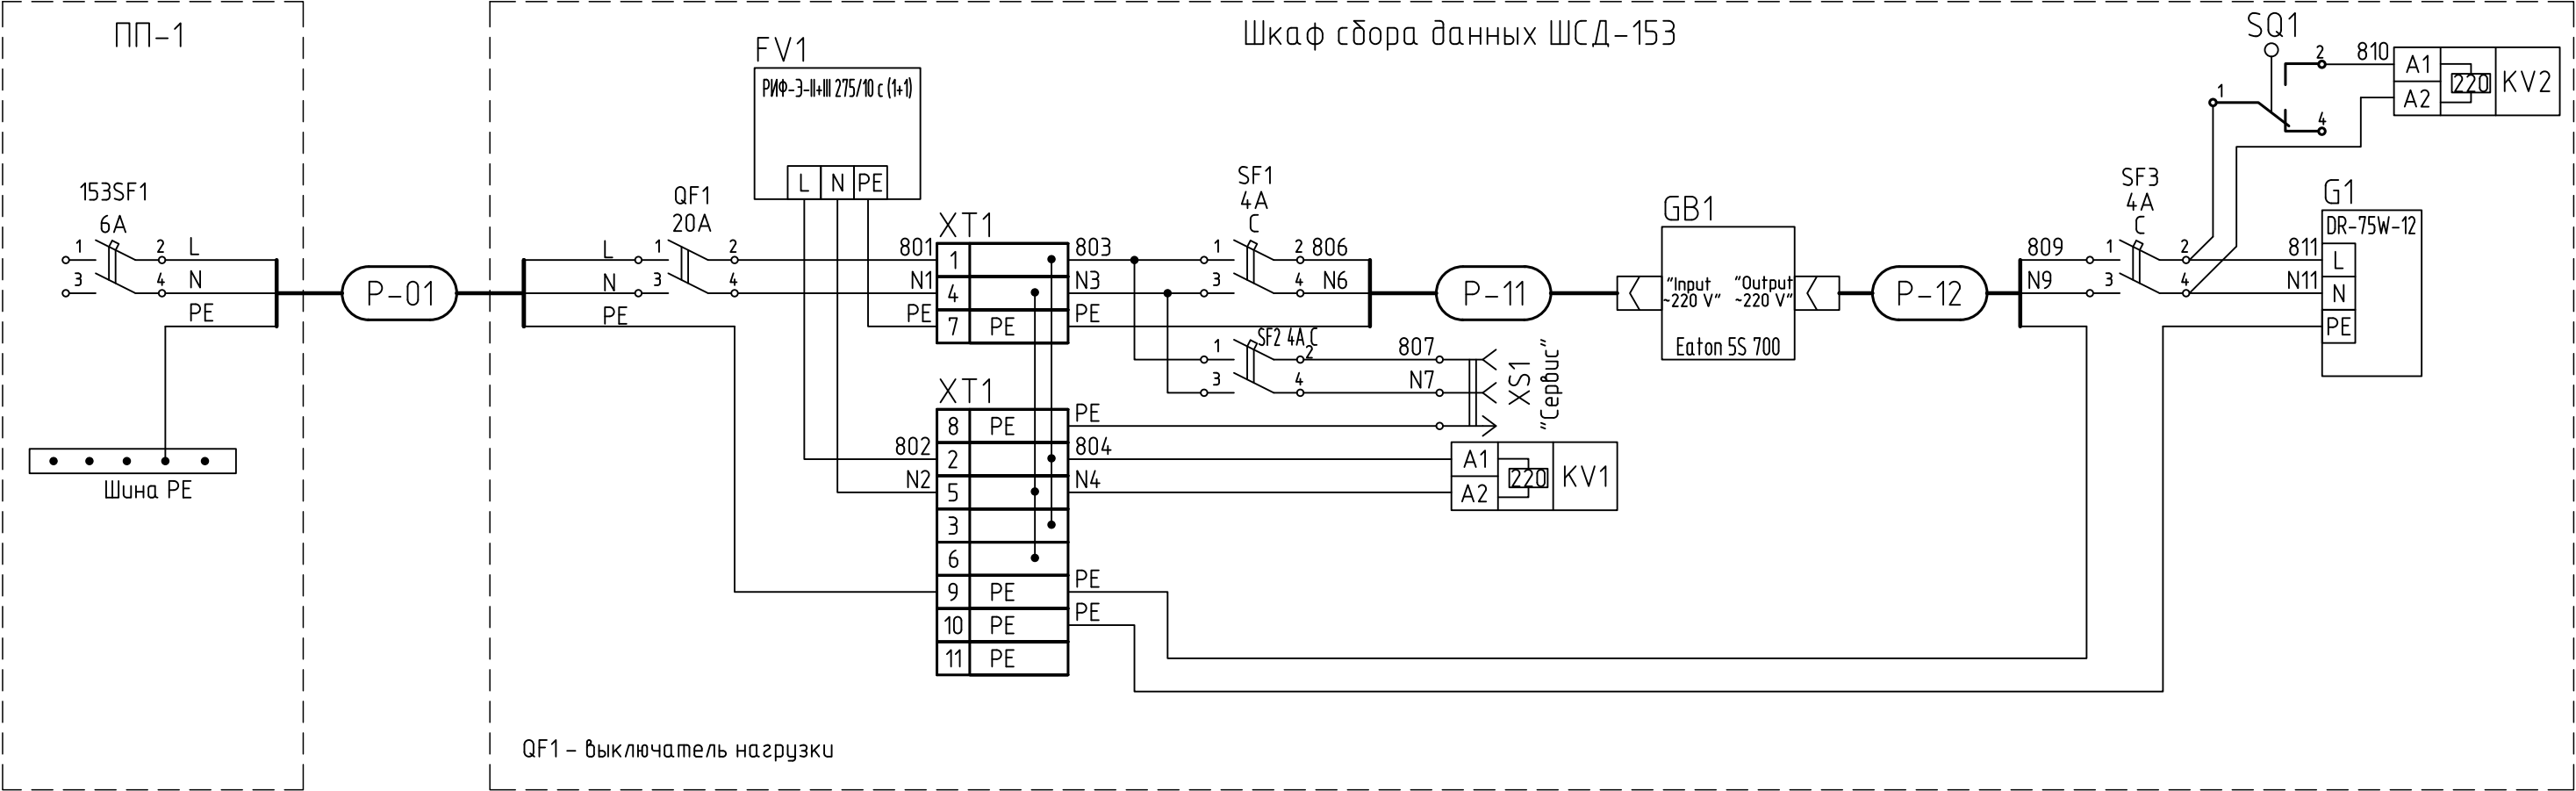 ПП-1
Шкаф сбора данных ШСД-153
153SF1
6А
1 2 L
3 4 N
PE
Шина PE
P-01
L
N
PE
QF1
20А
1 2
3 4
FV1
РИФ-Э-II+III 275/10 с (1+1)
L N PE
801
N1
PE
XT1
1
4
7 PE
803
N3
PE
SF1
4А
С
1 2 806
3 4 N6
SF2 4А С
1 2 807
3 4 N7
XS1
"Сервис"
802
N2
XT1
8 PE
2
5
3
6
9 PE
10 PE
11 PE
PE
804
N4
PE
PE
A1
A2
220
KV1
P-11
GB1
"Input
~220 V"
"Output
~220 V"
Eaton 5S 700
P-12
809
N9
SF3
4А
С
1 2
3 4
SQ1
1
2
4
810
A1
A2
220
KV2
811
N11
G1
DR-75W-12
L
N
PE
QF1 – выключатель нагрузки